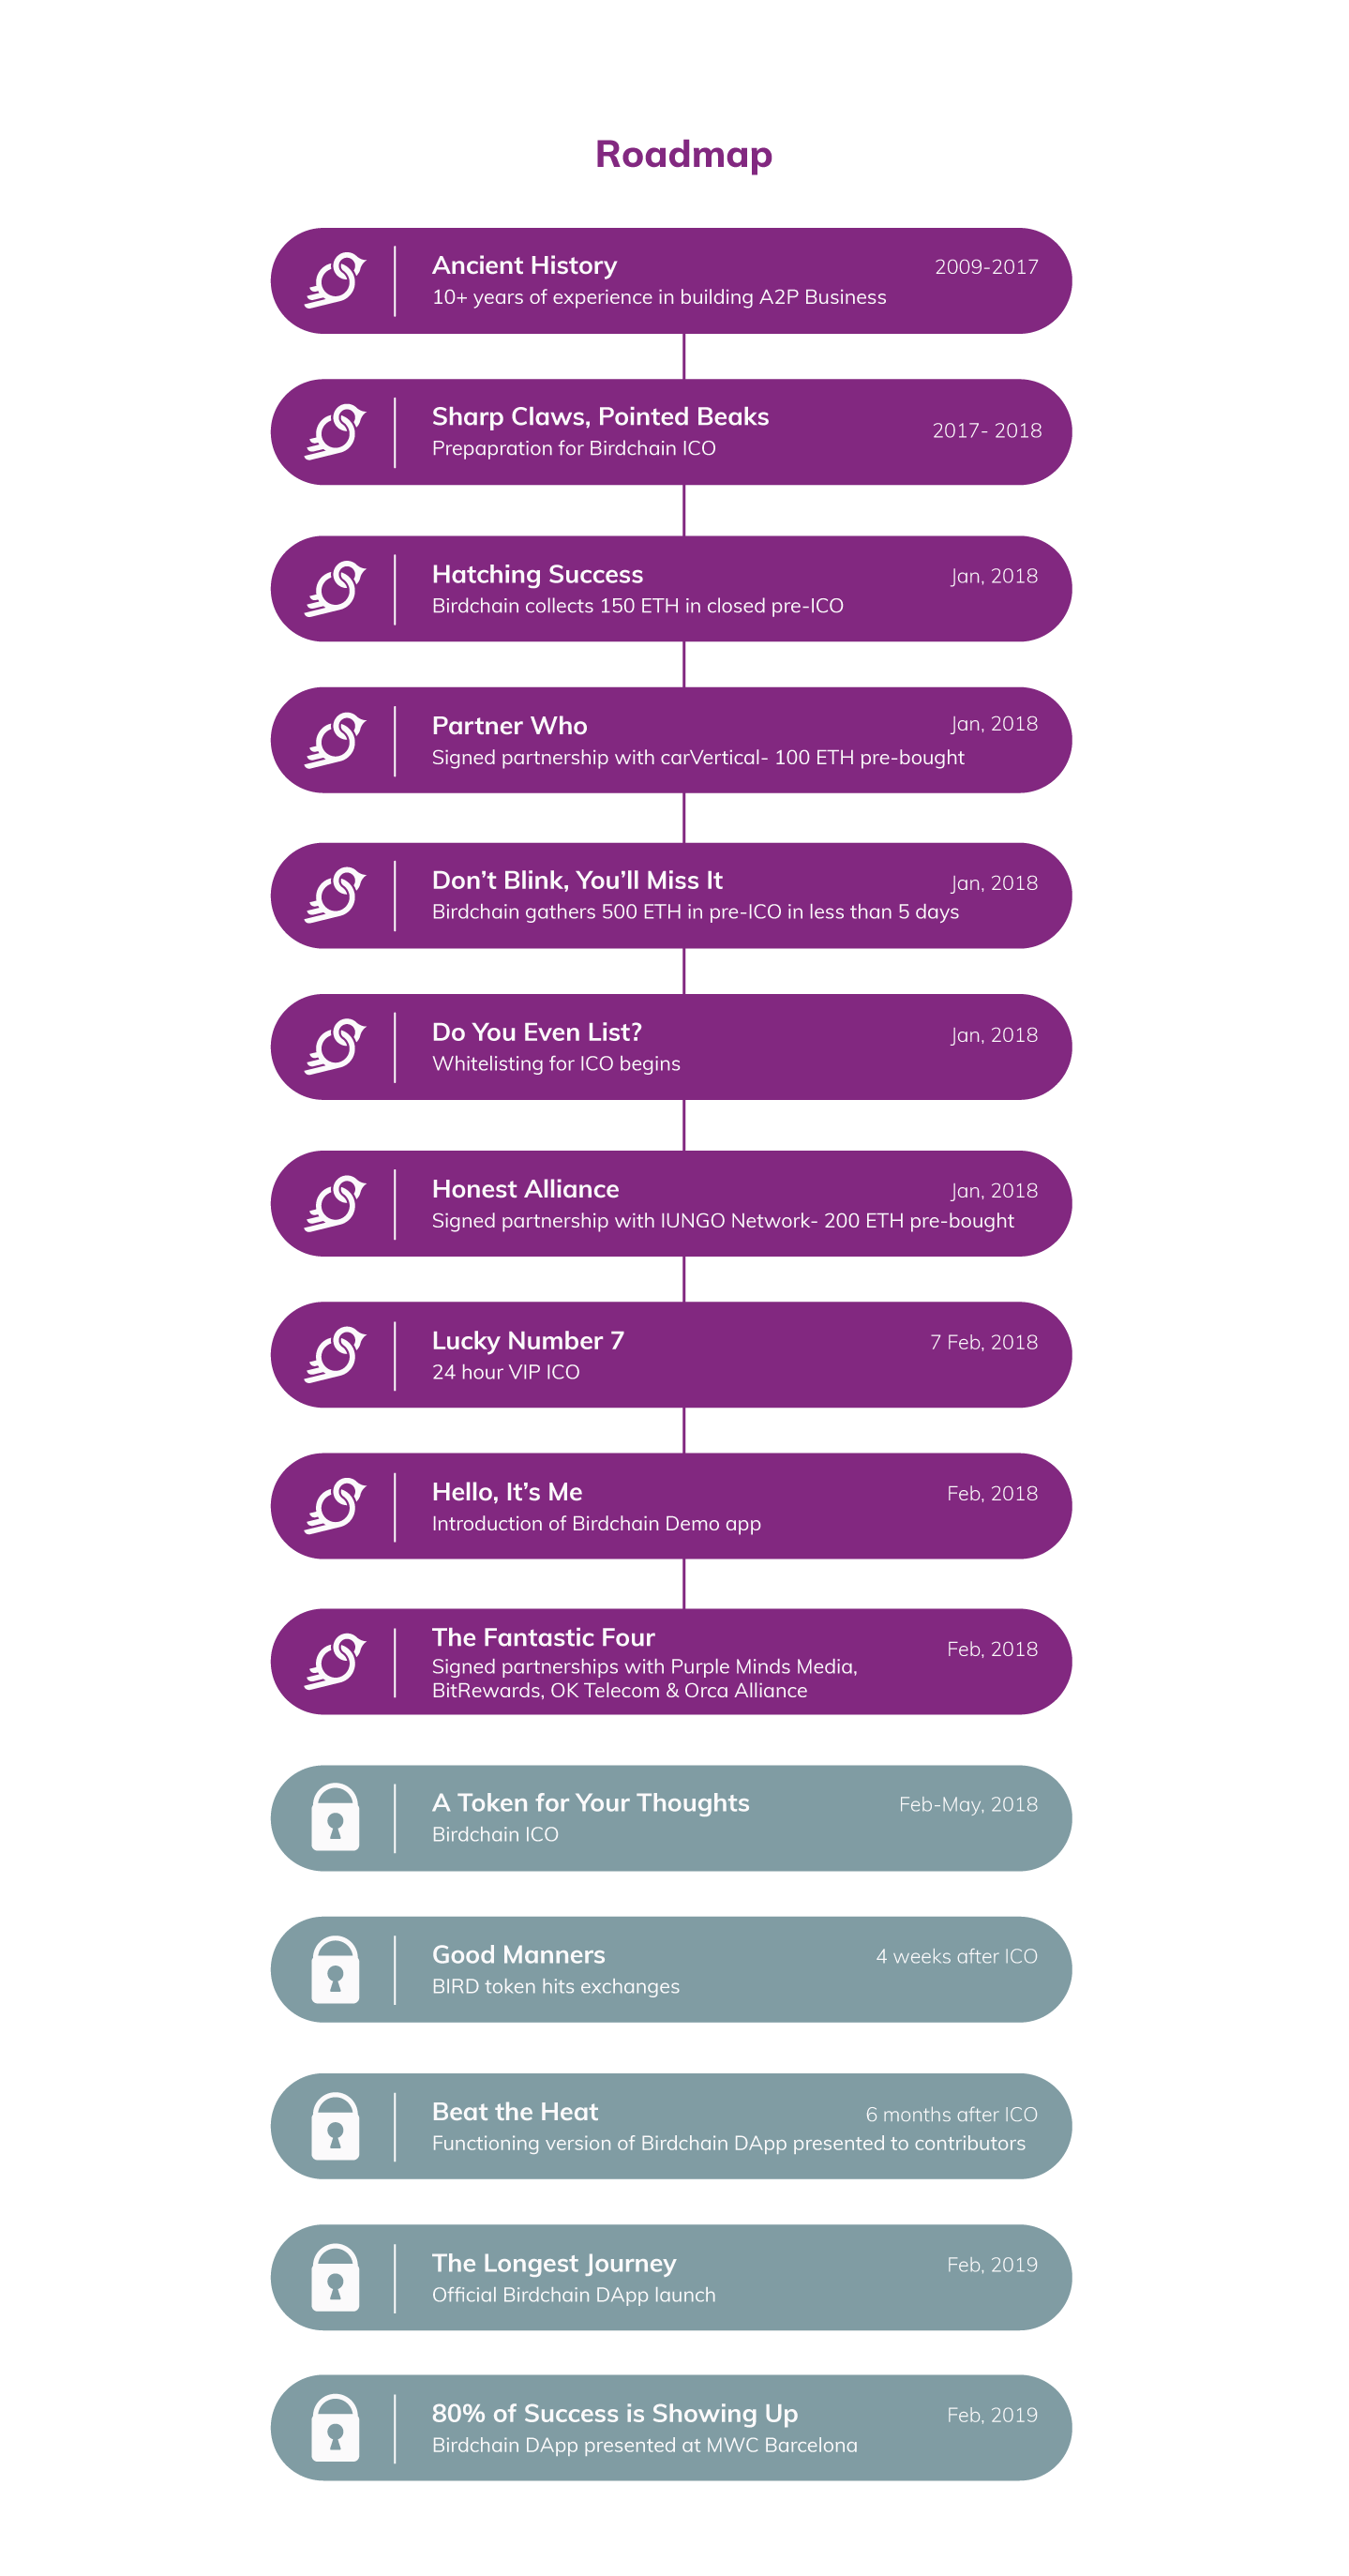 Roadmap
Ancient History
2009-2017
10+ years of experience in building A2P Business
Sharp Claws, Pointed Beaks
2017- 2018
Prepapration for Birdchain ICO
Hatching Success
Jan, 2018
Birdchain collects 150 ETH in closed pre-ICO
Partner Who
Jan, 2018
Signed partnership with carVertical- 100 ETH pre-bought
Don’t Blink, You’ll Miss It
Jan, 2018
Birdchain gathers 500 ETH in pre-ICO in less than 5 days
Do You Even List?
Jan, 2018
Whitelisting for ICO begins
Honest Alliance
Jan, 2018
Signed partnership with IUNGO Network- 200 ETH pre-bought
Lucky Number 7
7 Feb, 2018
24 hour VIP ICO
Hello, It’s Me
Feb, 2018
Introduction of Birdchain Demo app
The Fantastic Four
Feb, 2018
Signed partnerships with Purple Minds Media,
BitRewards, OK Telecom & Orca Alliance
A Token for Your Thoughts
Feb-May, 2018
Birdchain ICO
Good Manners
4 weeks after ICO
BIRD token hits exchanges
Beat the Heat
6 months after ICO
Functioning version of Birdchain DApp presented to contributors
The Longest Journey
Feb, 2019
Official Birdchain DApp launch
80% of Success is Showing Up
Feb, 2019
Birdchain DApp presented at MWC Barcelona